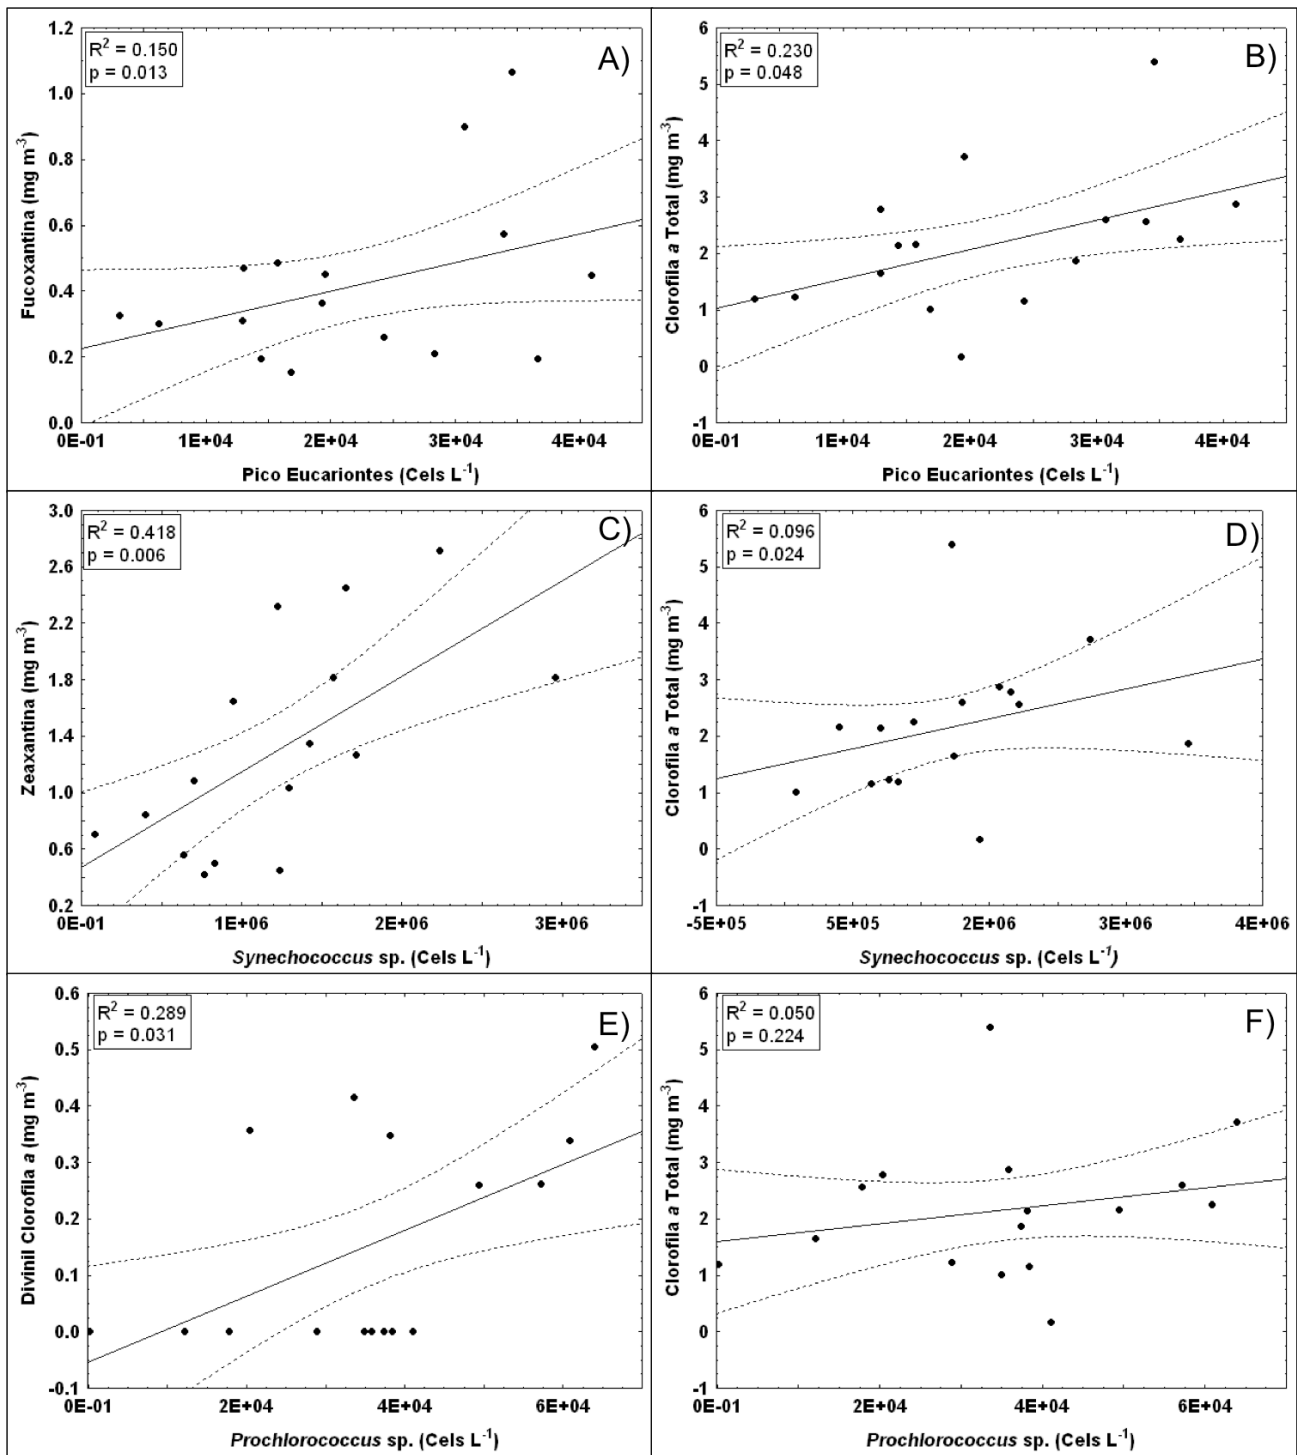 A)
R² = 0.150
p = 0.013
Fucoxantina (mg m⁻³)
1.2
1.0
0.8
0.6
0.4
0.2
0.0
0E-01 1E+04 2E+04 3E+04 4E+04
Pico Eucariontes (Cels L⁻¹)
B)
R² = 0.230
p = 0.048
Clorofila a Total (mg m⁻³)
6
5
4
3
2
1
0
-1
0E-01 1E+04 2E+04 3E+04 4E+04
Pico Eucariontes (Cels L⁻¹)
C)
R² = 0.418
p = 0.006
Zeaxantina (mg m⁻³)
3.0
2.6
2.2
1.8
1.4
1.0
0.6
0.2
0E-01 1E+06 2E+06 3E+06
Synechococcus sp. (Cels L⁻¹)
D)
R² = 0.096
p = 0.024
Clorofila a Total (mg m⁻³)
6
5
4
3
2
1
0
-1
-5E+05 5E+05 2E+06 3E+06 4E+06
Synechococcus sp. (Cels L⁻¹)
E)
R² = 0.289
p = 0.031
Divinil Clorofila a (mg m⁻³)
0.6
0.5
0.4
0.3
0.2
0.1
0.0
-0.1
0E-01 2E+04 4E+04 6E+04
Prochlorococcus sp. (Cels L⁻¹)
F)
R² = 0.050
p = 0.224
Clorofila a Total (mg m⁻³)
6
5
4
3
2
1
0
-1
0E-01 2E+04 4E+04 6E+04
Prochlorococcus sp. (Cels L⁻¹)